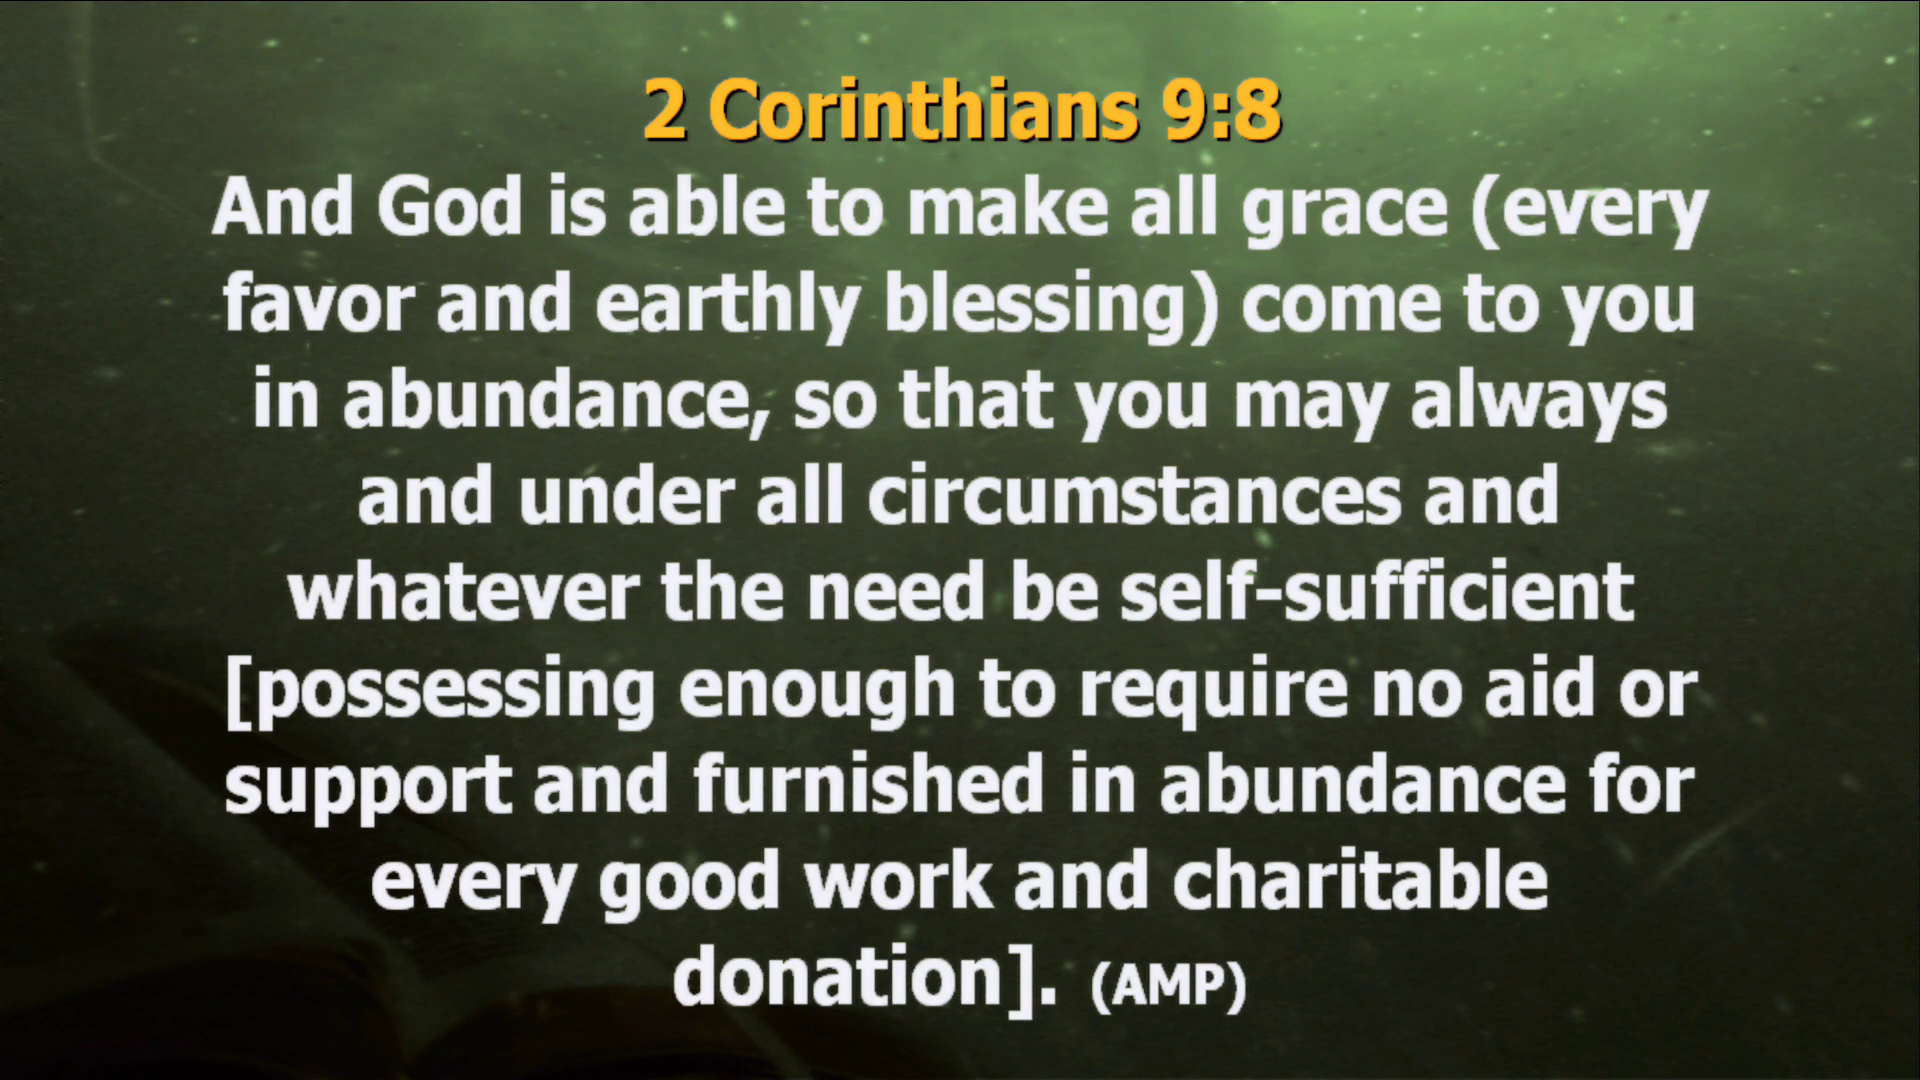 2 Corinthians 9:8
And God is able to make all grace (every
favor and earthly blessing) come to you
in abundance, so that you may always
and under all circumstances and
whatever the need be self-sufficient
[possessing enough to require no aid or
support and furnished in abundance for
every good work and charitable
donation]. (AMP)